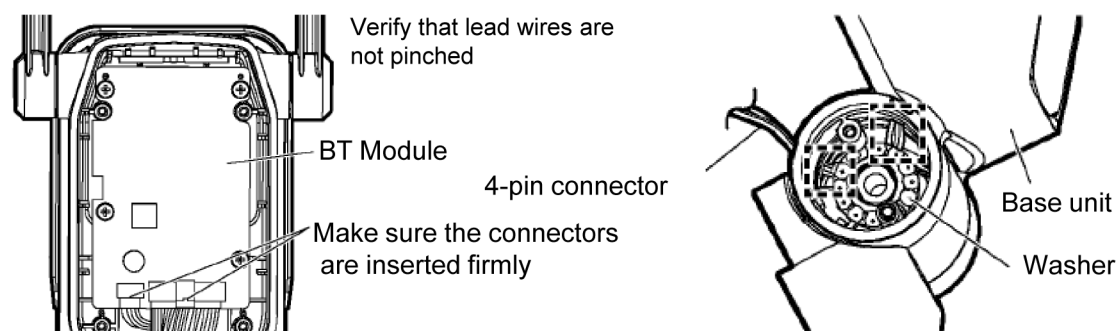 Verify that lead wires are
not pinched
BT Module
4-pin connector
Make sure the connectors
are inserted firmly
Base unit
Washer